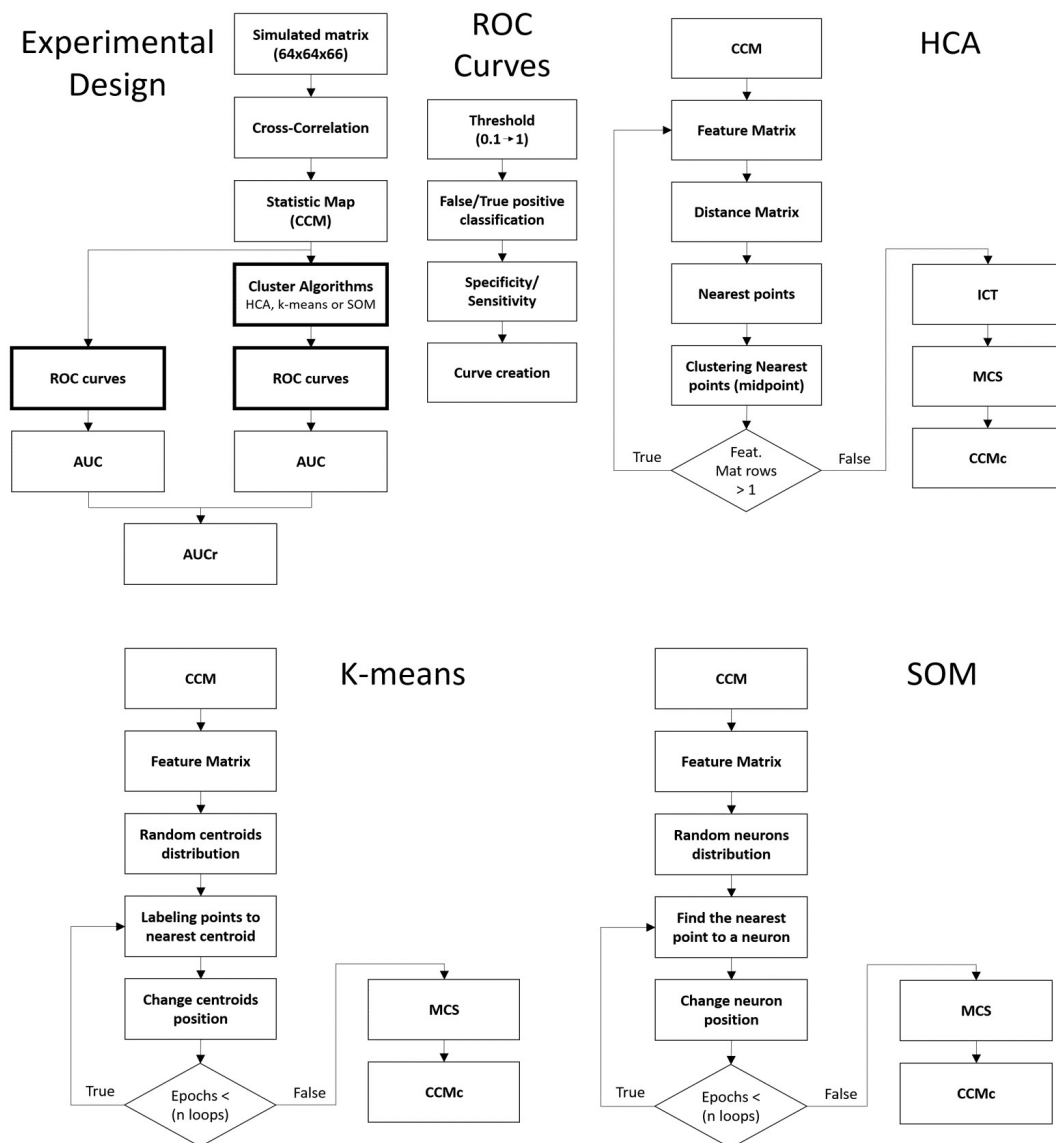 Experimental
Design
Simulated matrix
(64x64x66)
Cross-Correlation
Statistic Map
(CCM)
Cluster Algorithms
HCA, k-means or SOM
ROC curves
ROC curves
AUC
AUC
AUCr
ROC
Curves
Threshold
(0.1→1)
False/True positive
classification
Specificity/
Sensitivity
Curve creation
HCA
CCM
Feature Matrix
Distance Matrix
Nearest points
Clustering Nearest
points (midpoint)
True
Feat.
Mat rows
> 1
False
ICT
MCS
CCMc
K-means
CCM
Feature Matrix
Random centroids
distribution
Labeling points to
nearest centroid
Change centroids
position
True
Epochs <
(n loops)
False
MCS
CCMc
SOM
CCM
Feature Matrix
Random neurons
distribution
Find the nearest
point to a neuron
Change neuron
position
True
Epochs <
(n loops)
False
MCS
CCMc